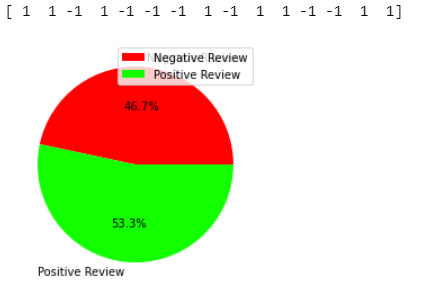 [ 1  1 -1  1 -1 -1 -1  1 -1  1  1 -1 -1  1  1]
Negative Review
Positive Review
46.7%
53.3%
Positive Review